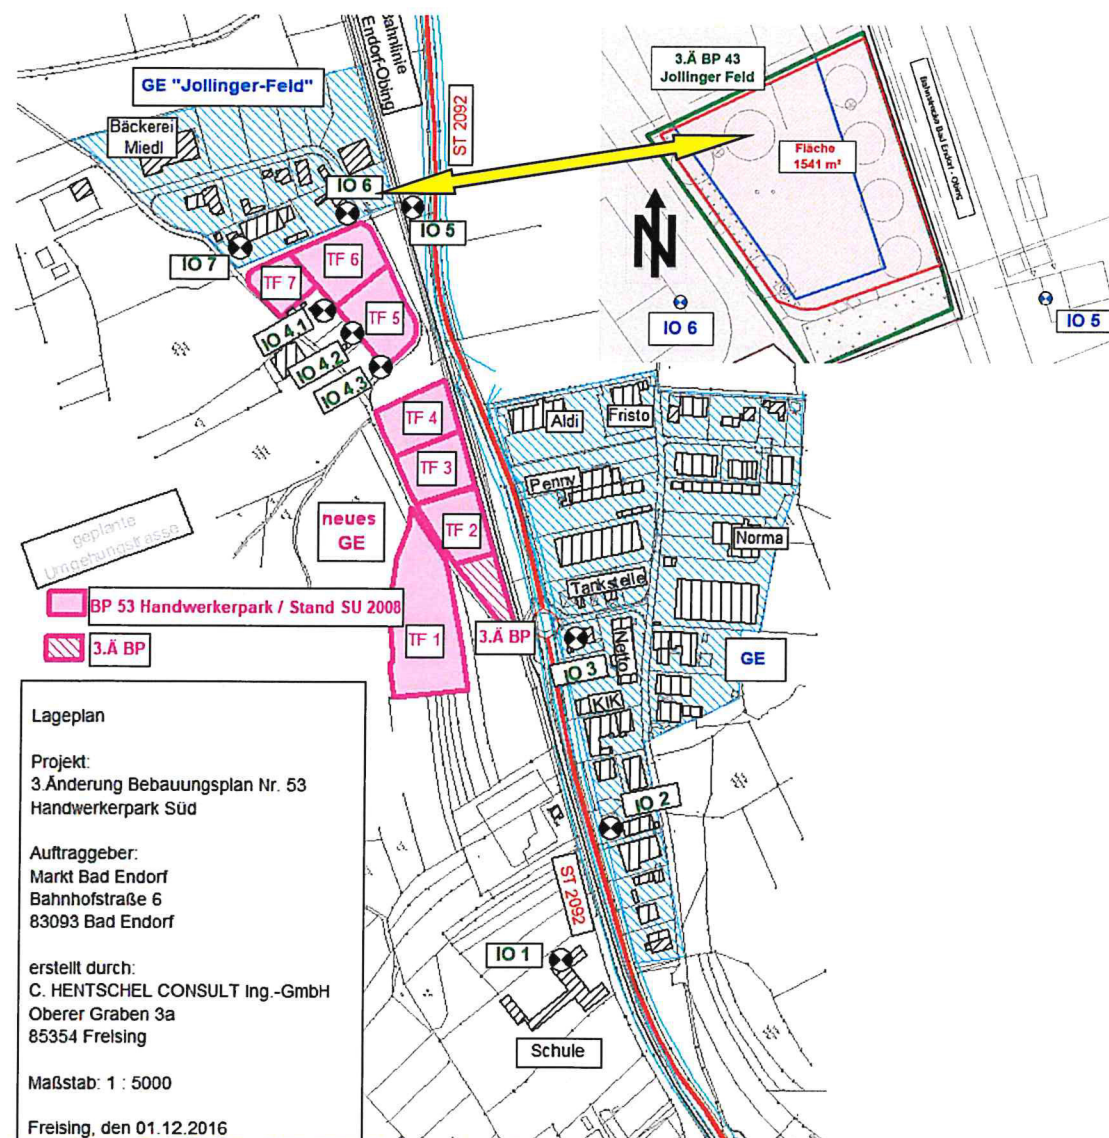 Bahnlinie
Endorf-Obing
ST 2092
GE "Jollinger-Feld"
Bäckerei
Miedl
IO 6
IO 5
IO 7
3.Ä BP 43
Jollinger Feld
Fläche
1541 m²
Bahnstrecke Bad Endorf - Obing
N
IO 6
IO 5
TF 6
TF 7
TF 5
IO 4.1
IO 4.2
IO 4.3
TF 4
TF 3
TF 2
TF 1
neues
GE
Aldi
Fristo
Penny
Norma
Tankstelle
Netto
KIK
GE
geplante
Umgehungstrasse
BP 53 Handwerkerpark / Stand SU 2008
3.Ä BP
3.Ä BP
IO 3
IO 2
ST 2092
IO 1
Schule
Lageplan
Projekt:
3.Änderung Bebauungsplan Nr. 53
Handwerkerpark Süd
Auftraggeber:
Markt Bad Endorf
Bahnhofstraße 6
83093 Bad Endorf
erstellt durch:
C. HENTSCHEL CONSULT Ing.-GmbH
Oberer Graben 3a
85354 Freising
Maßstab: 1 : 5000
Freising, den 01.12.2016